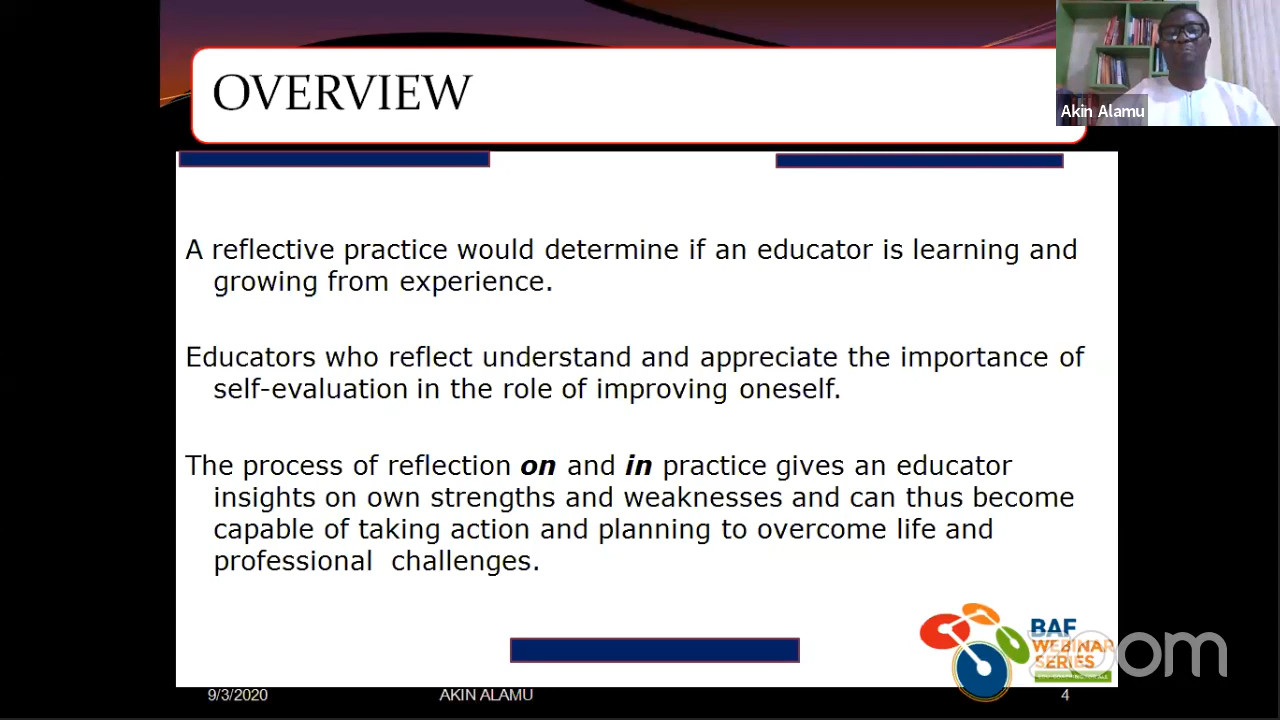 OVERVIEW
Akin Alamu
A reflective practice would determine if an educator is learning and
growing from experience.
Educators who reflect understand and appreciate the importance of
self-evaluation in the role of improving oneself.
The process of reflection on and in practice gives an educator
insights on own strengths and weaknesses and can thus become
capable of taking action and planning to overcome life and
professional challenges.
BAF
WEBINAR
SERIES
zoom
9/3/2020
AKIN ALAMU
4